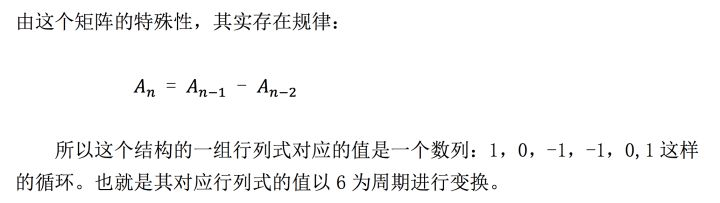 由这个矩阵的特殊性，其实存在规律：
Aₙ = Aₙ₋₁ − Aₙ₋₂
所以这个结构的一组行列式对应的值是一个数列：1，0，-1，-1，0,1 这样
的循环。也就是其对应行列式的值以 6 为周期进行变换。